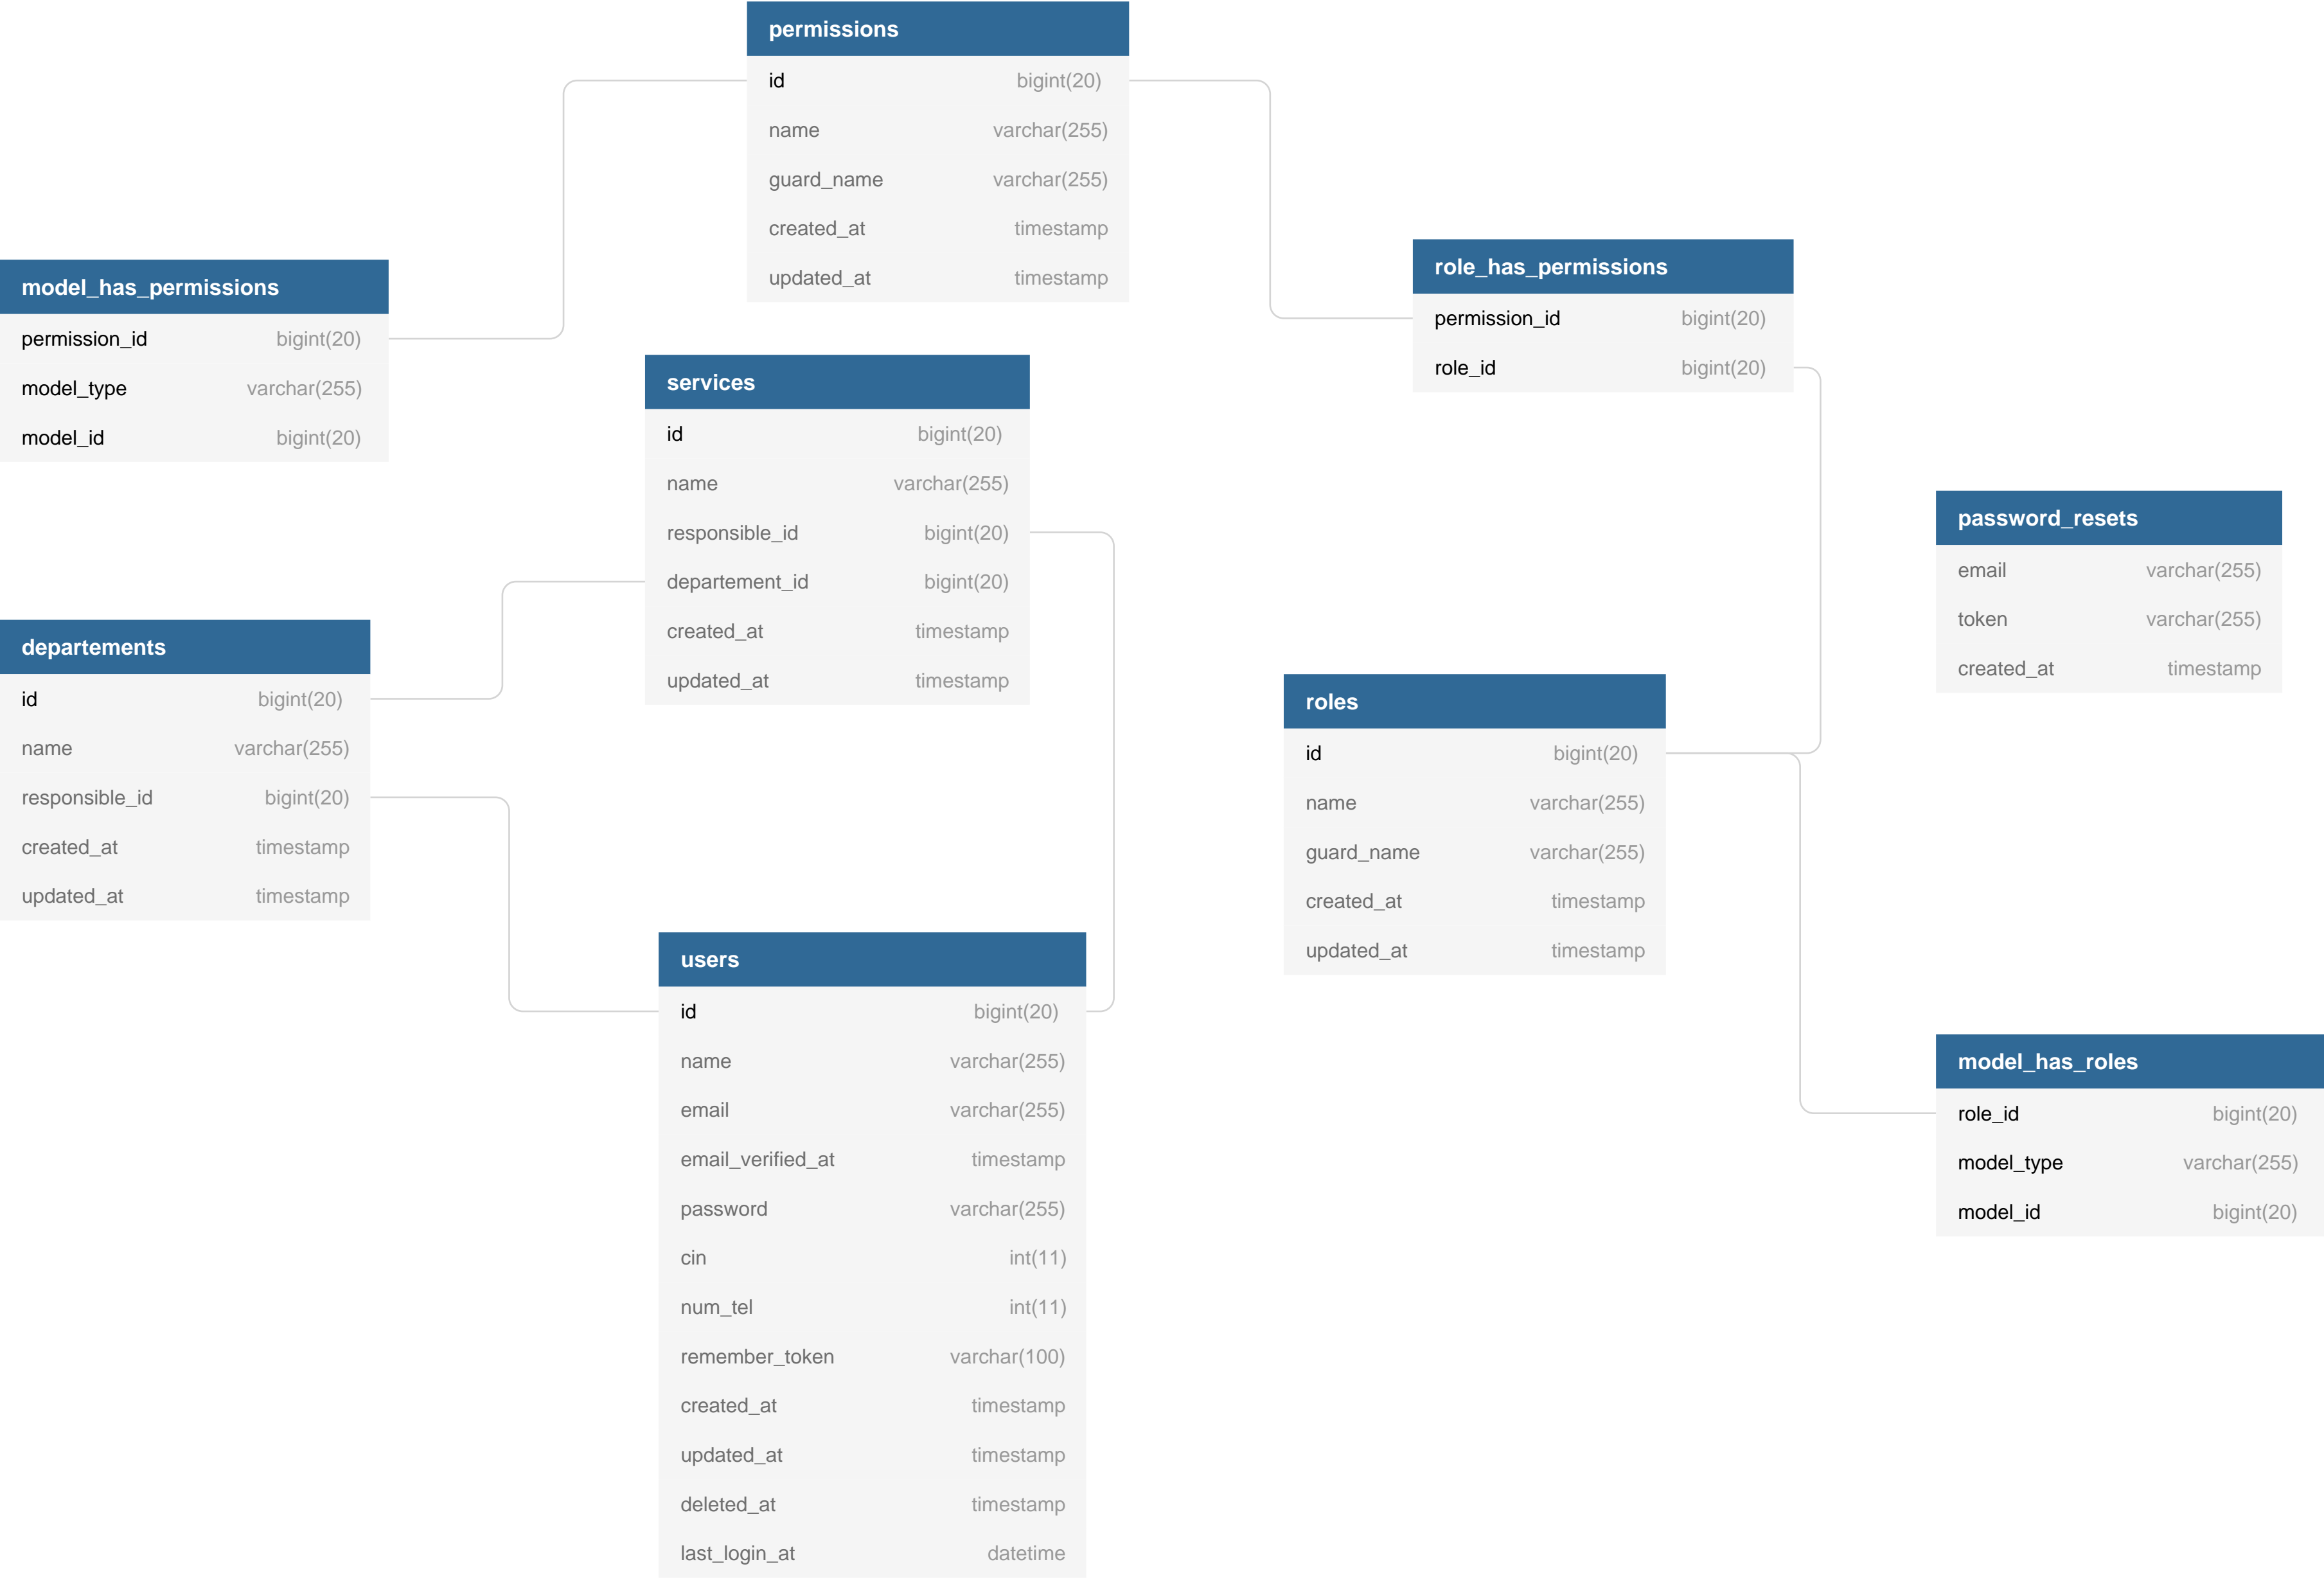 permissions
id bigint(20)
name varchar(255)
guard_name varchar(255)
created_at timestamp
updated_at timestamp
model_has_permissions
permission_id bigint(20)
model_type varchar(255)
model_id bigint(20)
role_has_permissions
permission_id bigint(20)
role_id bigint(20)
services
id bigint(20)
name varchar(255)
responsible_id bigint(20)
departement_id bigint(20)
created_at timestamp
updated_at timestamp
password_resets
email varchar(255)
token varchar(255)
created_at timestamp
departements
id bigint(20)
name varchar(255)
responsible_id bigint(20)
created_at timestamp
updated_at timestamp
roles
id bigint(20)
name varchar(255)
guard_name varchar(255)
created_at timestamp
updated_at timestamp
users
id bigint(20)
name varchar(255)
email varchar(255)
email_verified_at timestamp
password varchar(255)
cin int(11)
num_tel int(11)
remember_token varchar(100)
created_at timestamp
updated_at timestamp
deleted_at timestamp
last_login_at datetime
model_has_roles
role_id bigint(20)
model_type varchar(255)
model_id bigint(20)